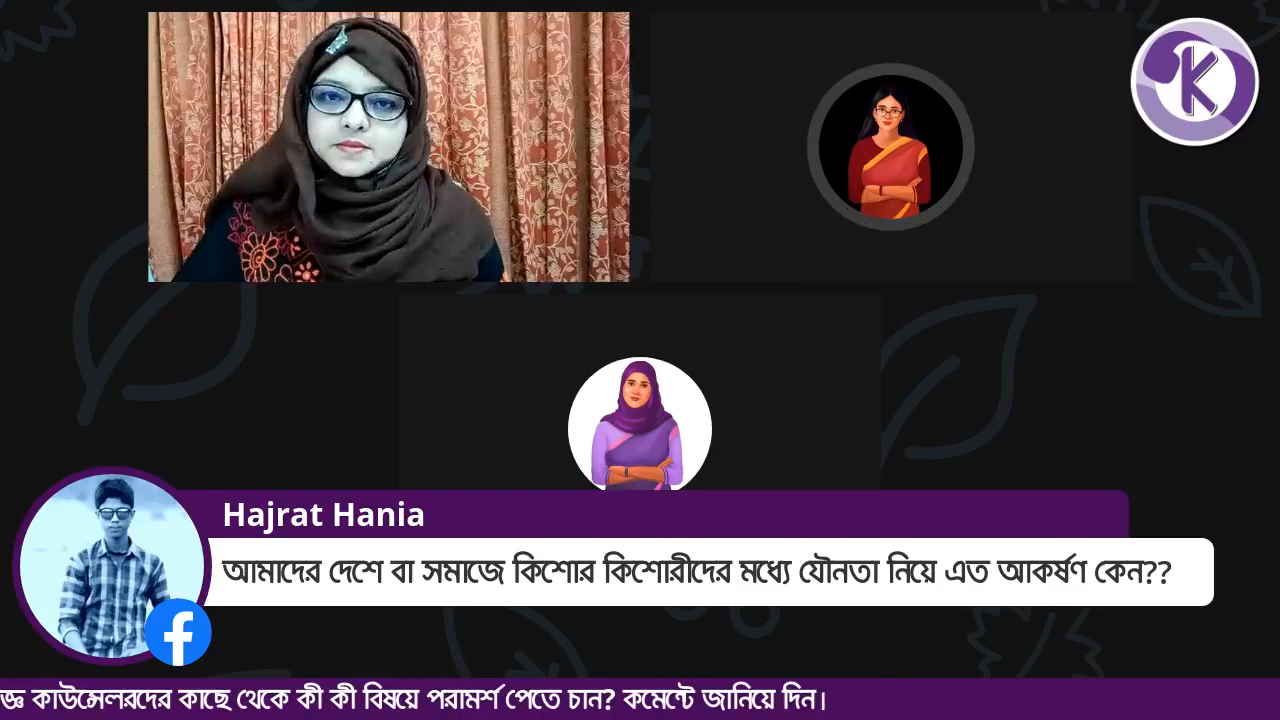 K
Hajrat Hania
আমাদের দেশে বা সমাজে কিশোর কিশোরীদের মধ্যে যৌনতা নিয়ে এত আকর্ষণ কেন??
জ্ঞ কাউন্সেলরদের কাছে থেকে কী কী বিষয়ে পরামর্শ পেতে চান? কমেন্টে জানিয়ে দিন।